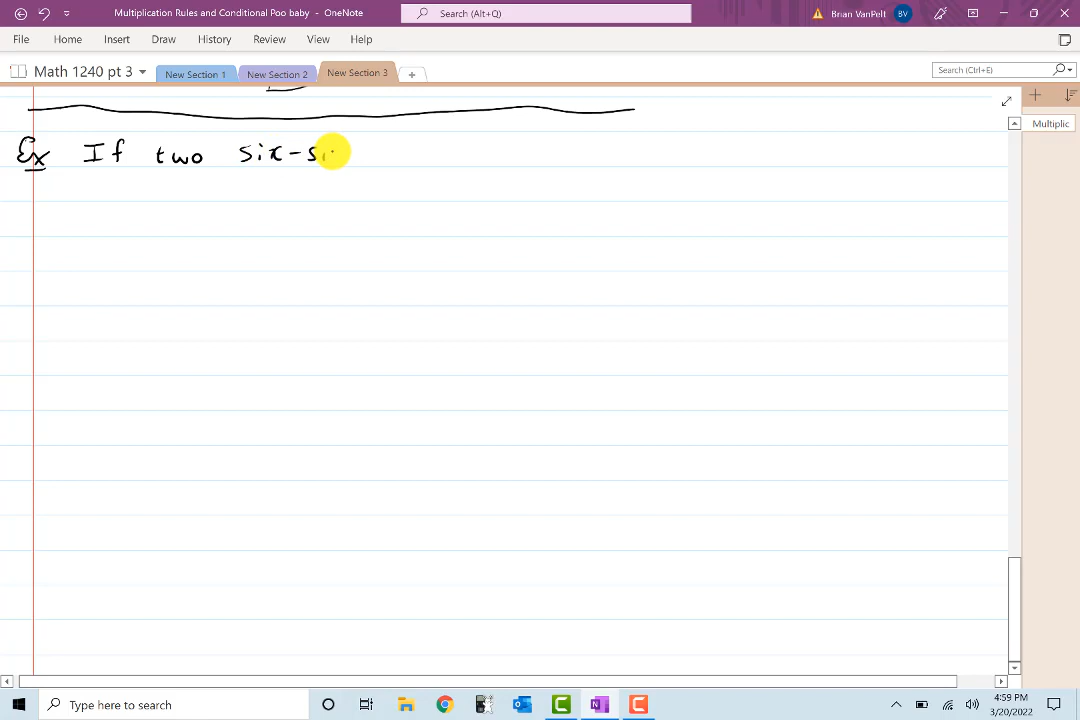 Multiplication Rules and Conditional Poo baby - OneNote
Search (Alt+Q)
Brian VanPelt BV
File Home Insert Draw History Review View Help
Math 1240 pt 3 New Section 1 New Section 2 New Section 3 +
Search (Ctrl+E)
Multiplic
Ex If two six-si
Type here to search
4:59 PM
3/20/2022